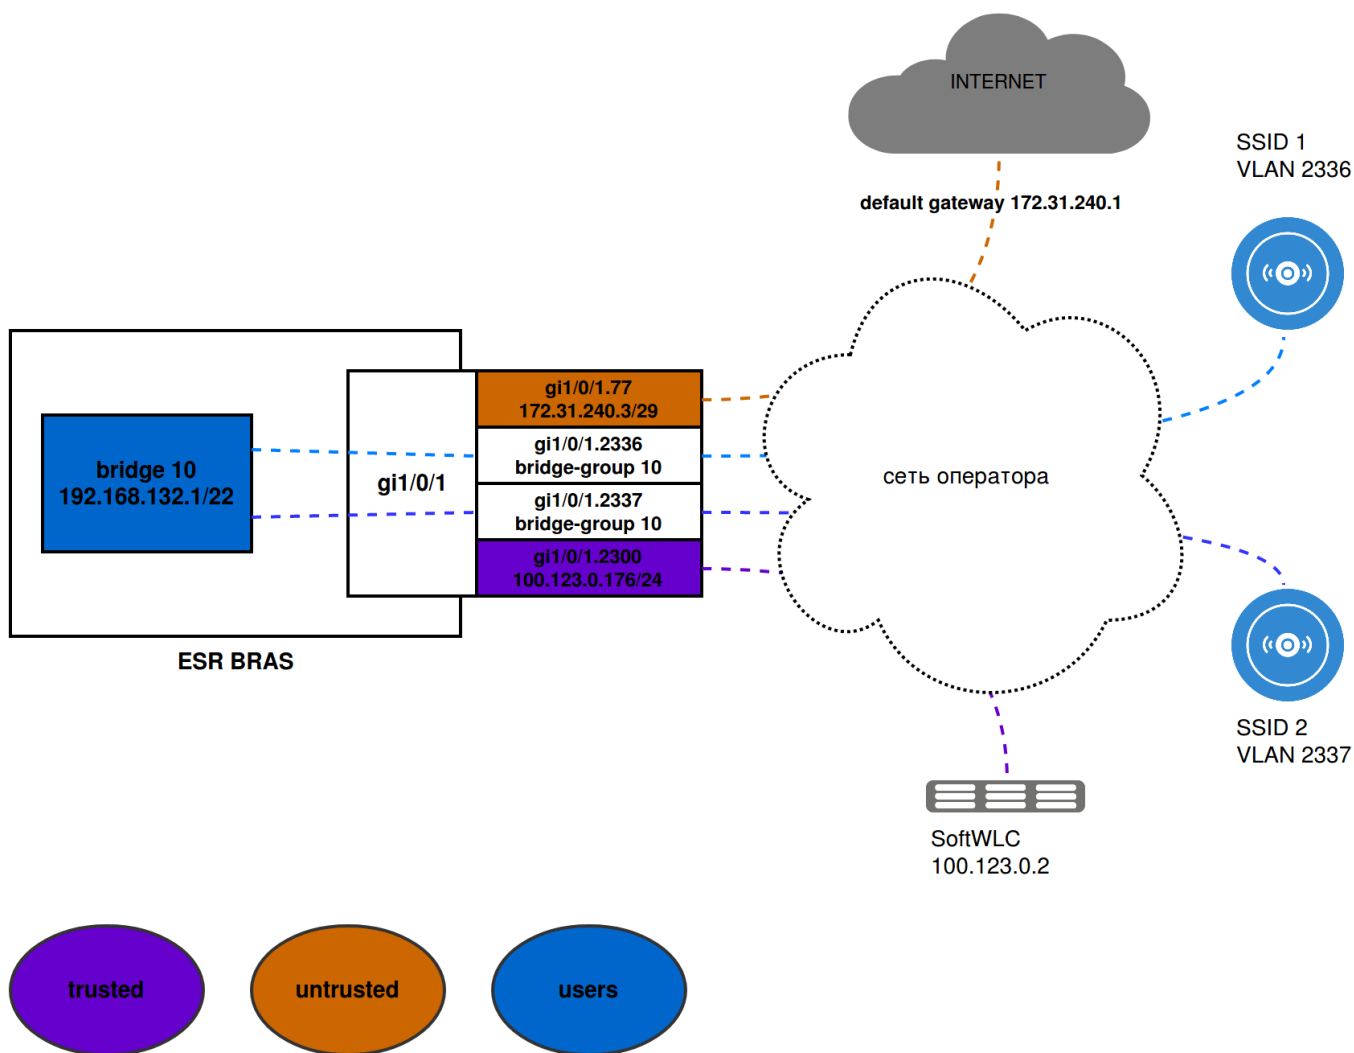 INTERNET
SSID 1
VLAN 2336
default gateway 172.31.240.1
gi1/0/1.77
172.31.240.3/29
gi1/0/1.2336
bridge-group 10
bridge 10
192.168.132.1/22
gi1/0/1
сеть оператора
gi1/0/1.2337
bridge-group 10
gi1/0/1.2300
100.123.0.176/24
ESR BRAS
SSID 2
VLAN 2337
SoftWLC
100.123.0.2
trusted
untrusted
users